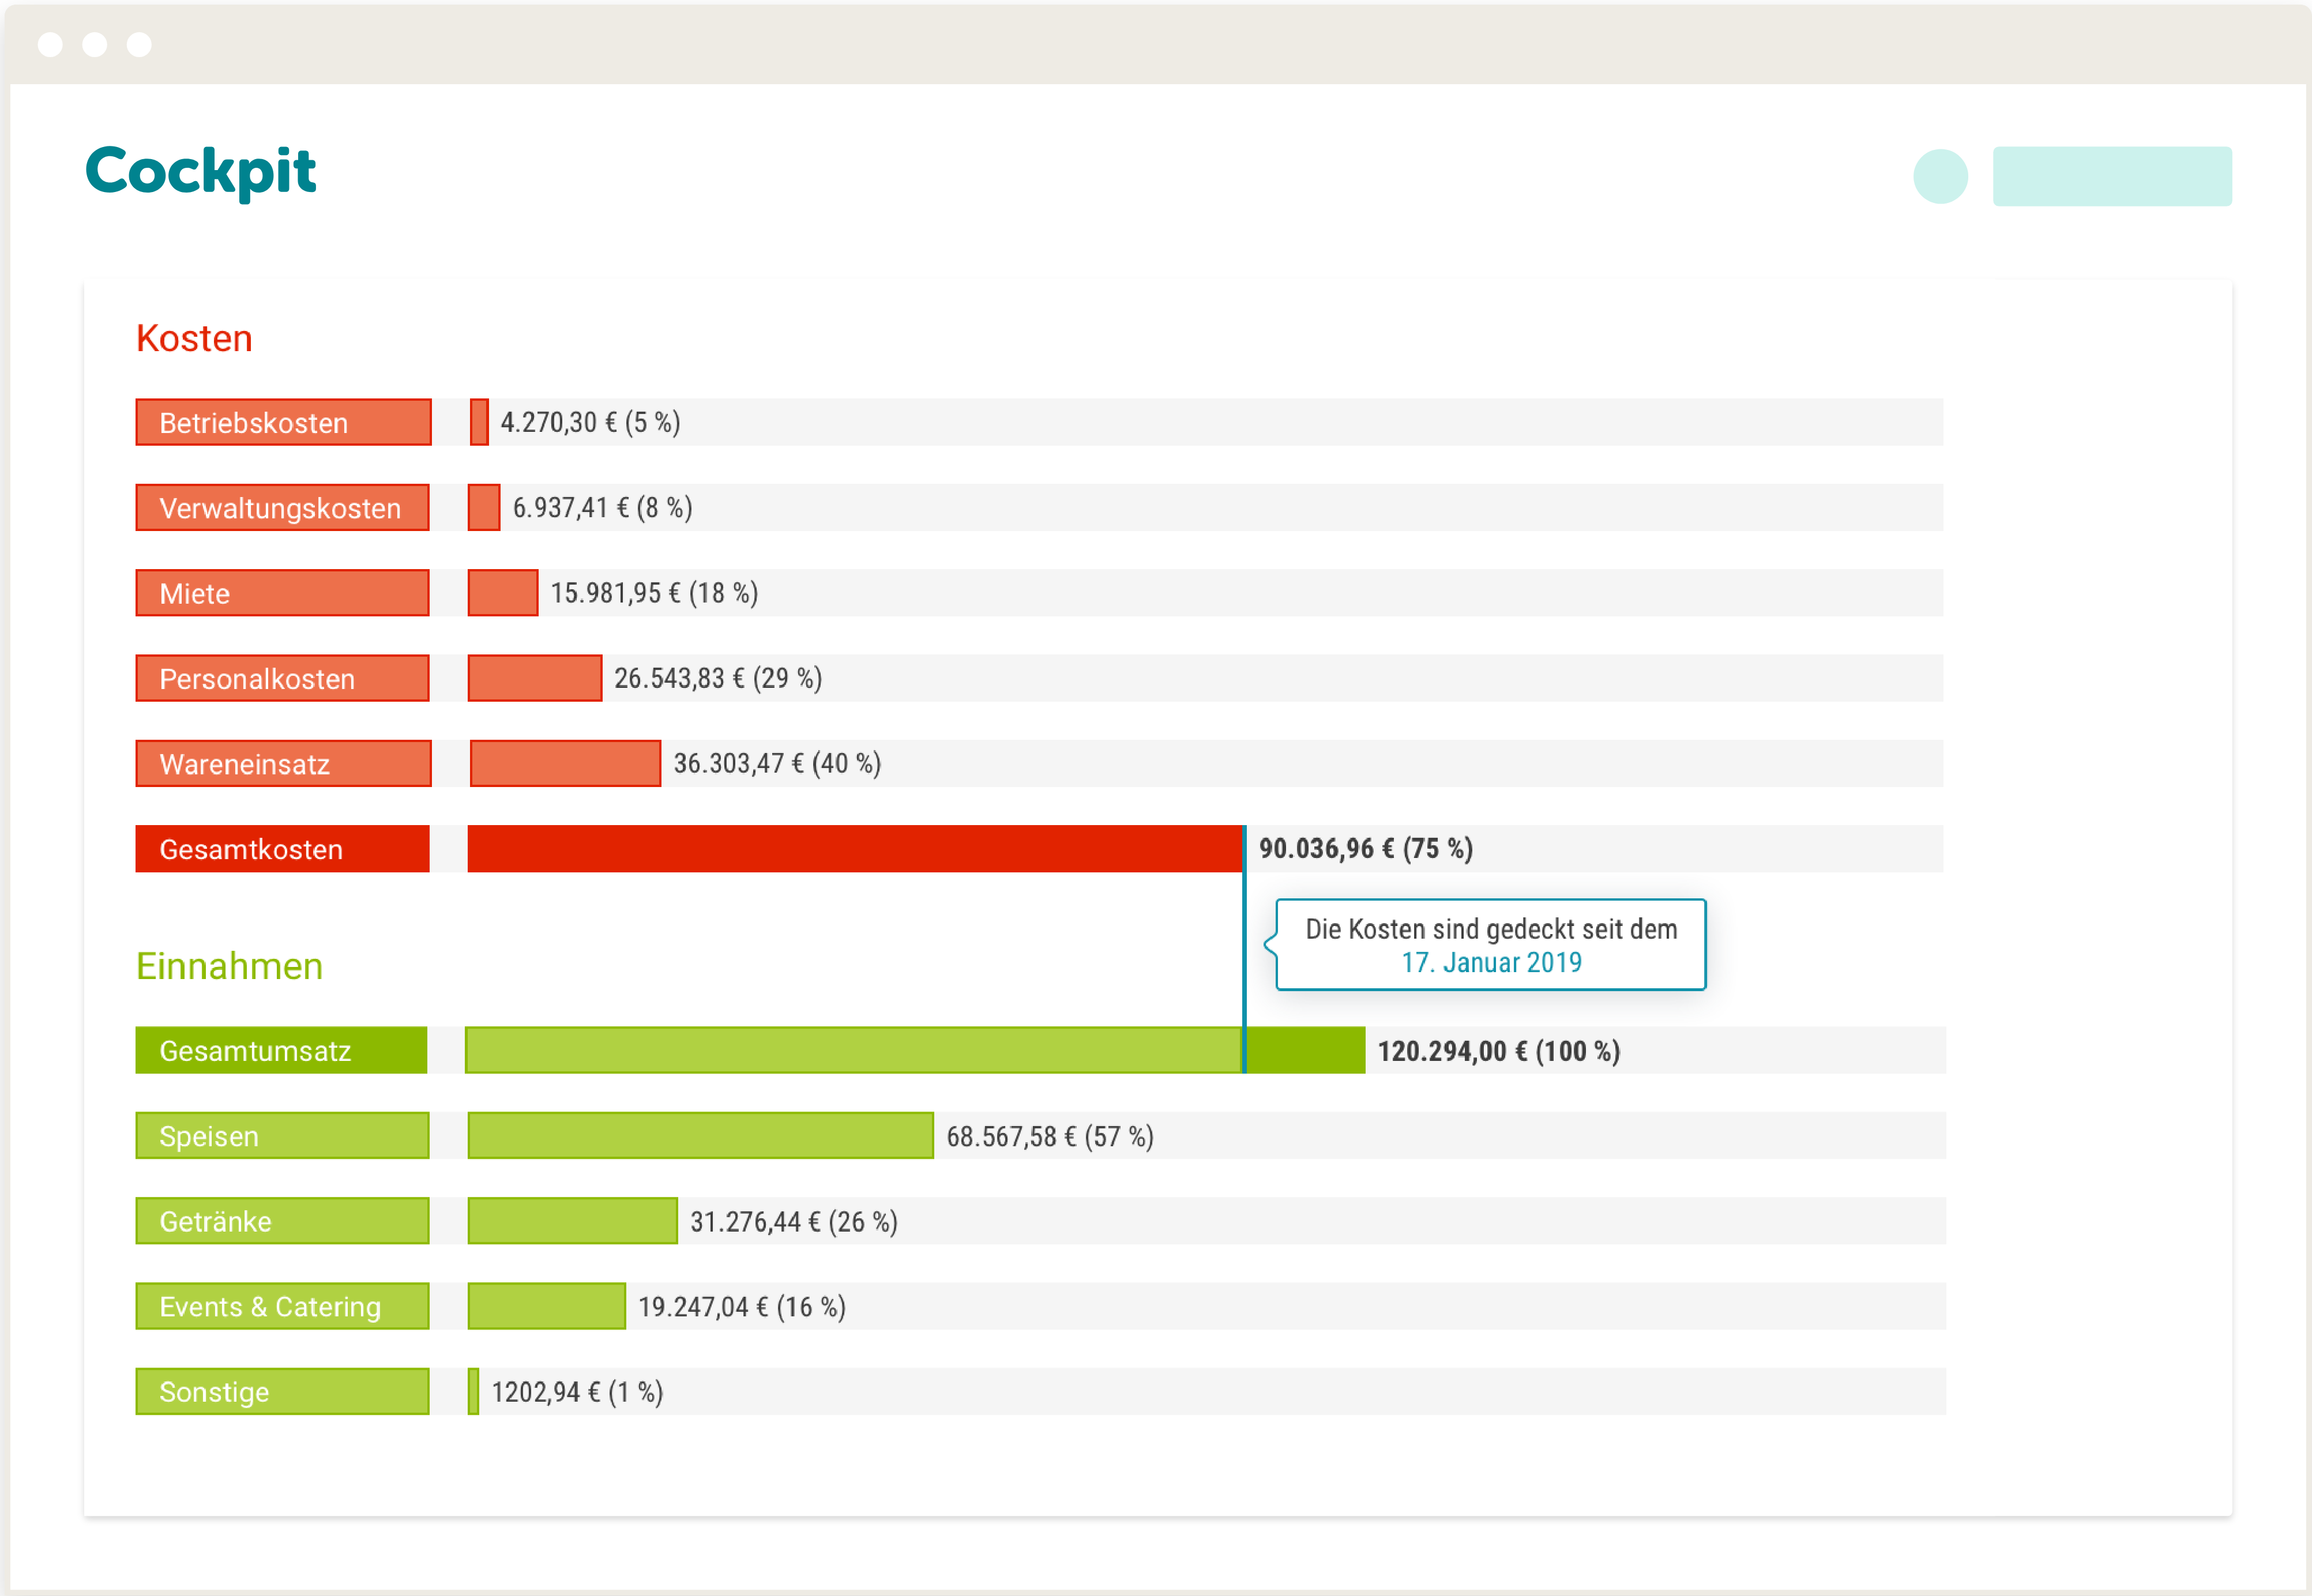 Cockpit
Kosten
Betriebskosten 4.270,30 € (5 %)
Verwaltungskosten 6.937,41 € (8 %)
Miete 15.981,95 € (18 %)
Personalkosten 26.543,83 € (29 %)
Wareneinsatz 36.303,47 € (40 %)
Gesamtkosten 90.036,96 € (75 %)
Die Kosten sind gedeckt seit dem
17. Januar 2019
Einnahmen
Gesamtumsatz 120.294,00 € (100 %)
Speisen 68.567,58 € (57 %)
Getränke 31.276,44 € (26 %)
Events & Catering 19.247,04 € (16 %)
Sonstige 1202,94 € (1 %)